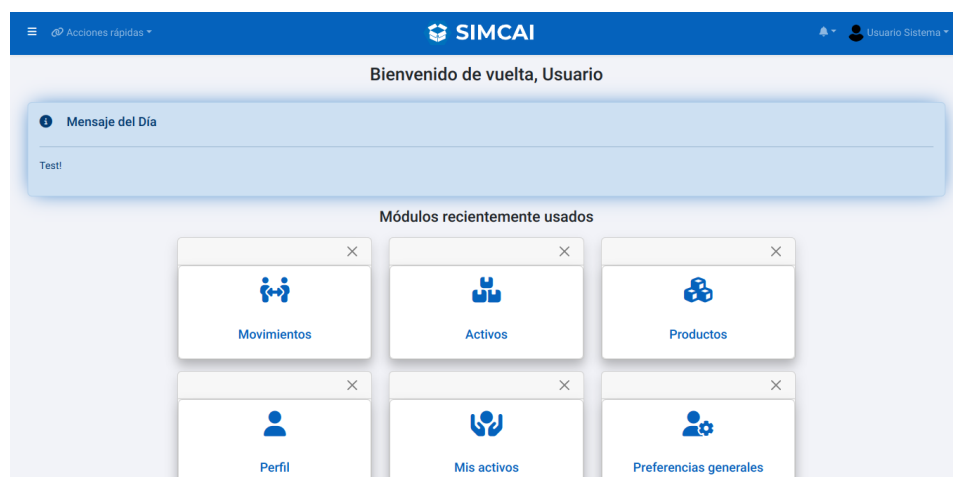 Acciones rápidas SIMCAI Usuario Sistema
Bienvenido de vuelta, Usuario
Mensaje del Día
Test!
Módulos recientemente usados
Movimientos Activos Productos
Perfil Mis activos Preferencias generales